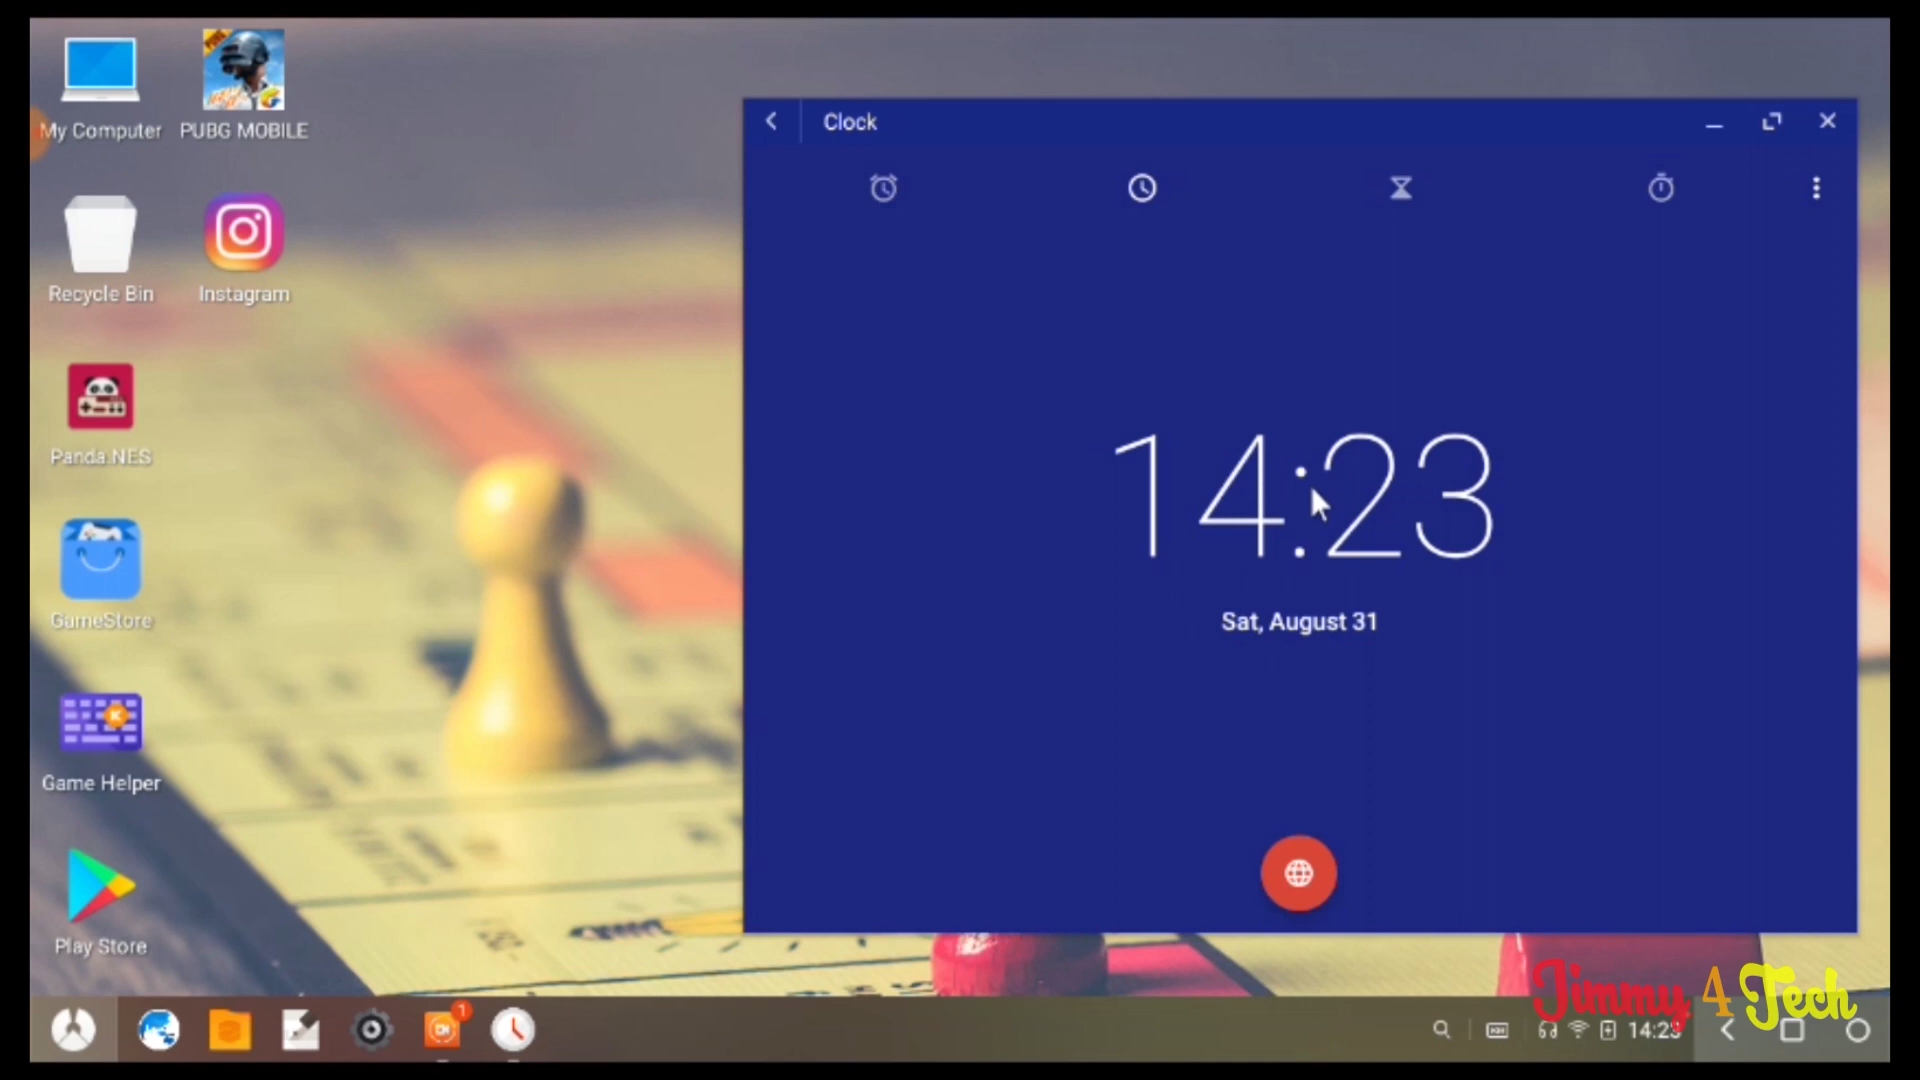 My Computer
PUBG MOBILE
Recycle Bin
Instagram
Panda.NES
GameStore
Game Helper
Play Store
Clock
14:23
Sat, August 31
1
14:23
Jimmy 4 Tech